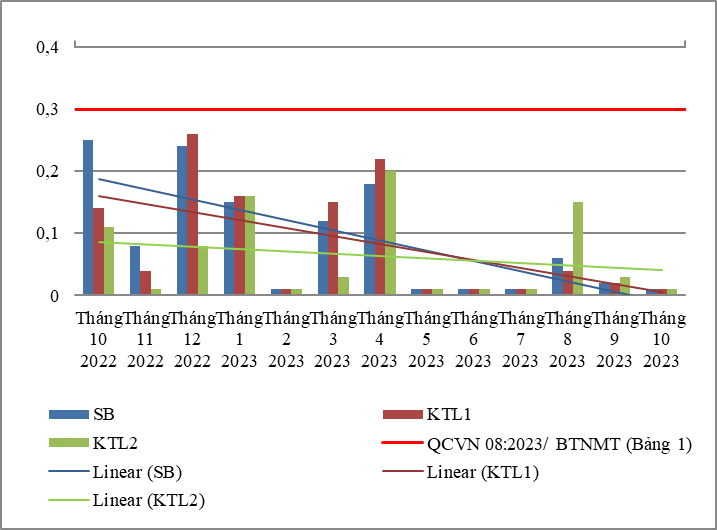 0,4
0,3
0,2
0,1
0
Tháng Tháng Tháng Tháng Tháng Tháng Tháng Tháng Tháng Tháng Tháng Tháng Tháng
10 11 12 1 2 3 4 5 6 7 8 9 10
2022 2022 2022 2023 2023 2023 2023 2023 2023 2023 2023 2023 2023
SB KTL1
KTL2 QCVN 08:2023/ BTNMT (Bảng 1)
Linear (SB) Linear (KTL1)
Linear (KTL2)